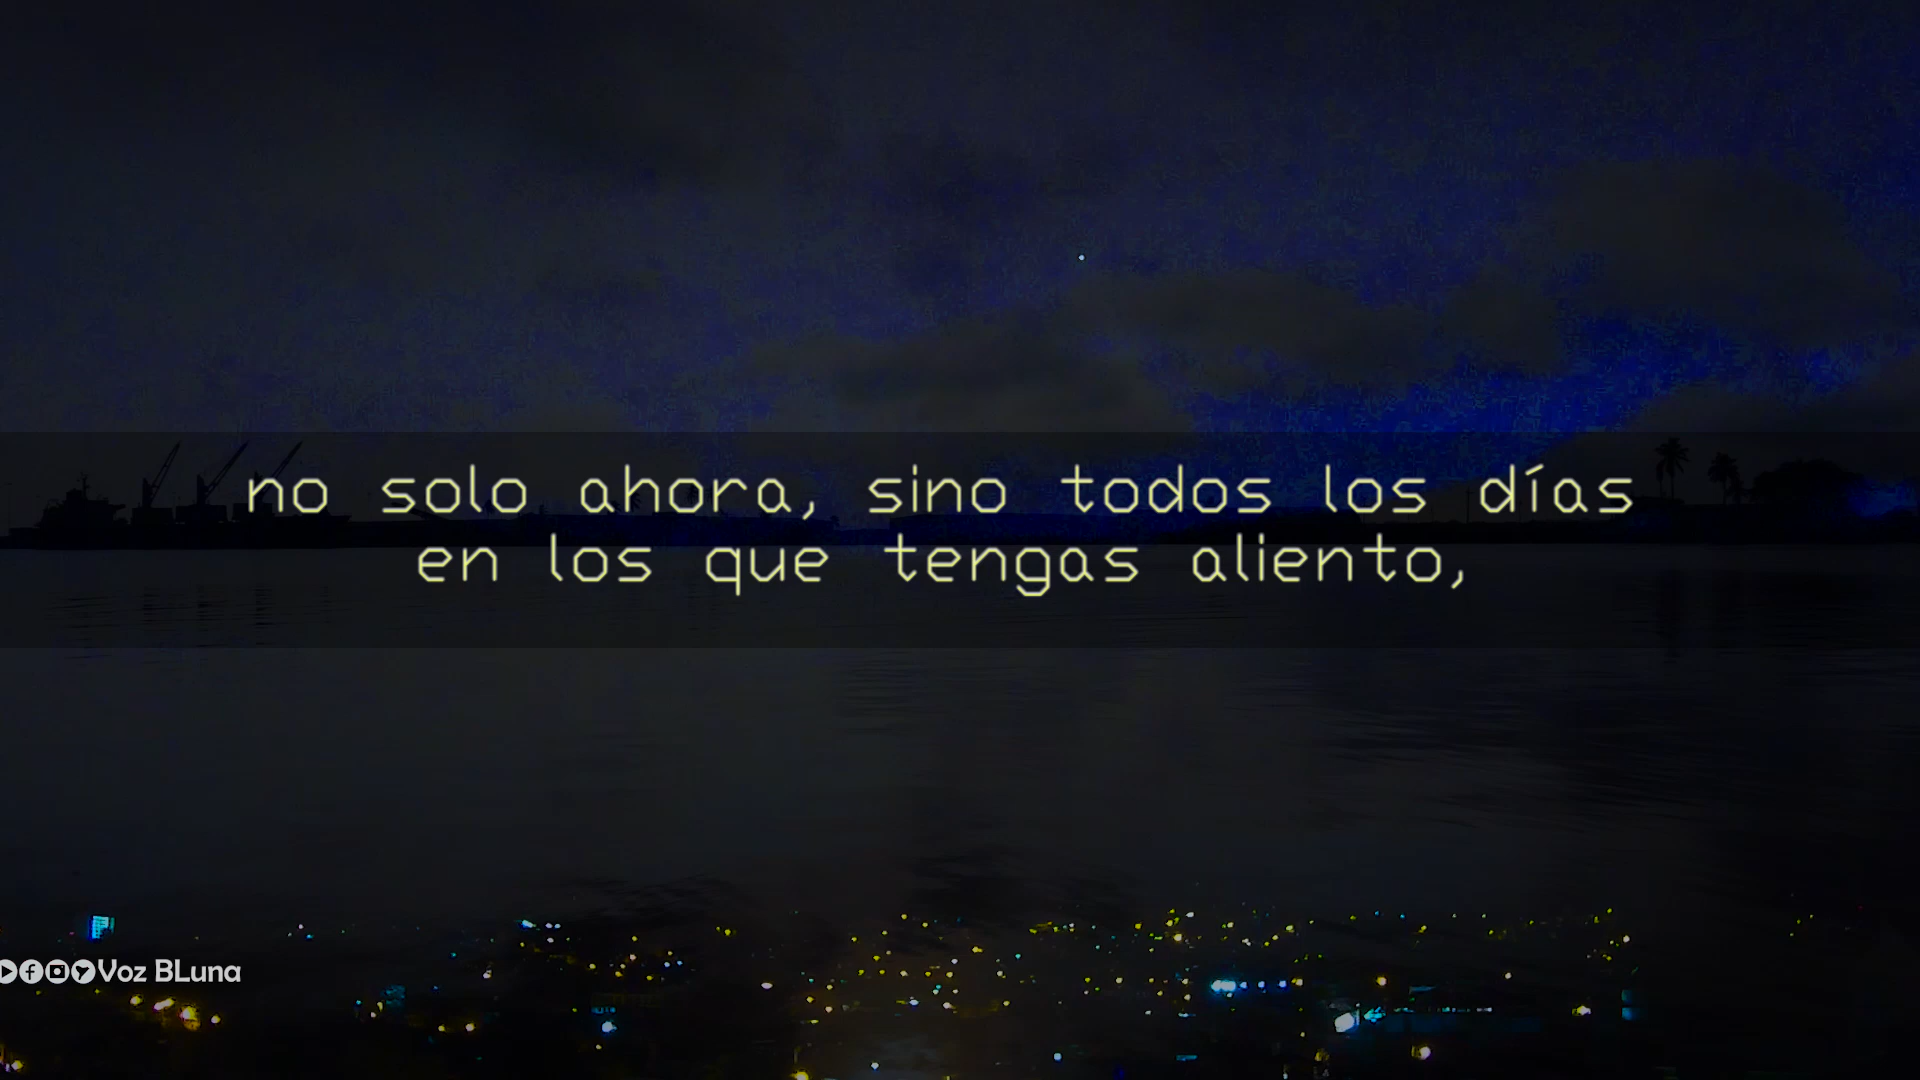 no solo ahora, sino todos los días
en los que tengas aliento,
Voz BLuna